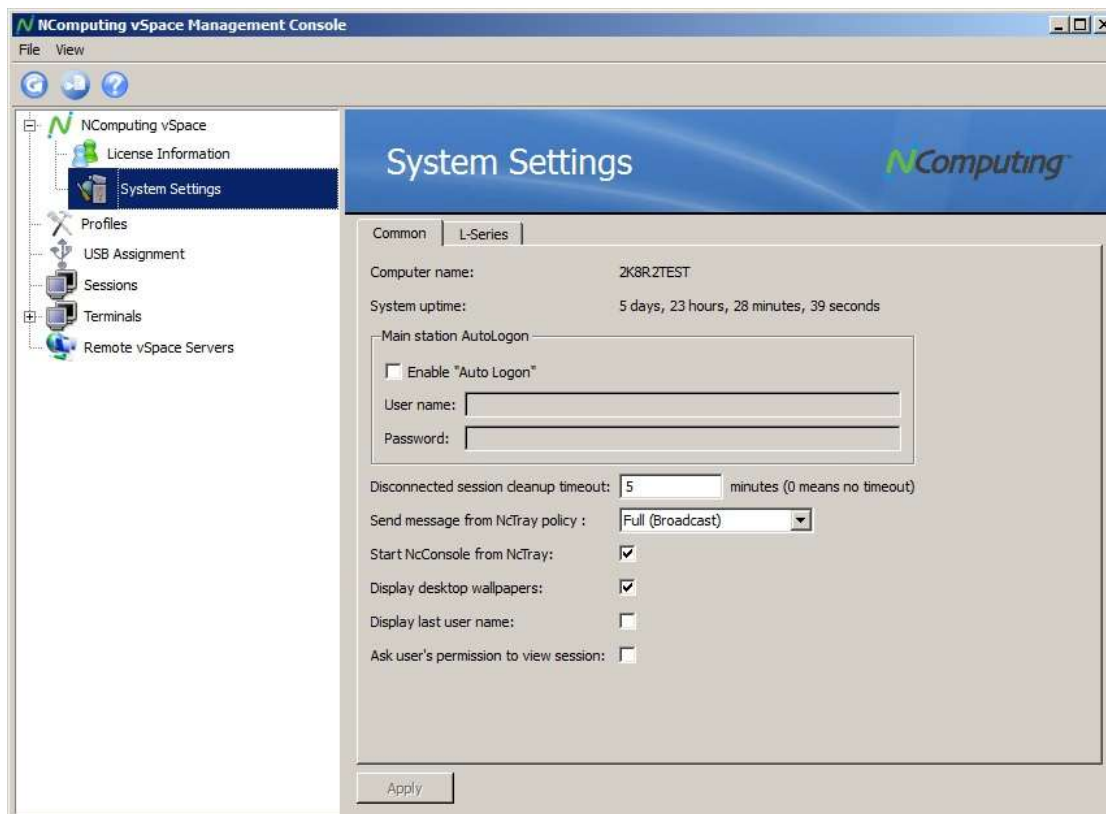 NComputing vSpace Management Console
File View
NComputing vSpace
License Information
System Settings
Profiles
USB Assignment
Sessions
Terminals
Remote vSpace Servers
System Settings
NComputing
Common L-Series
Computer name: 2K8R2TEST
System uptime: 5 days, 23 hours, 28 minutes, 39 seconds
Main station AutoLogon
Enable "Auto Logon"
User name:
Password:
Disconnected session cleanup timeout: 5 minutes (0 means no timeout)
Send message from NcTray policy : Full (Broadcast)
Start NcConsole from NcTray:
Display desktop wallpapers:
Display last user name:
Ask user's permission to view session:
Apply